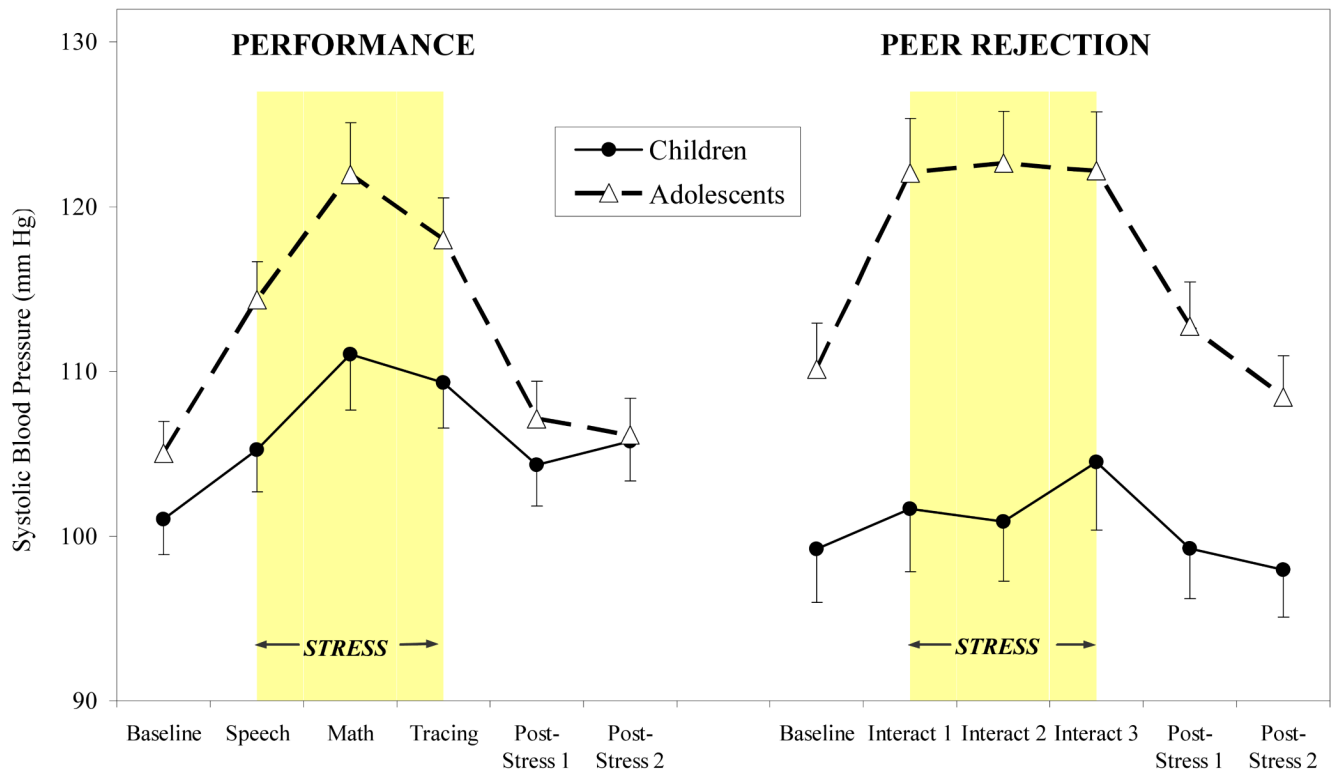 PERFORMANCE
PEER REJECTION
Children
Adolescents
Systolic Blood Pressure (mm Hg)
130
120
110
100
90
STRESS
STRESS
Baseline
Speech
Math
Tracing
Post-
Stress 1
Post-
Stress 2
Baseline
Interact 1
Interact 2
Interact 3
Post-
Stress 1
Post-
Stress 2